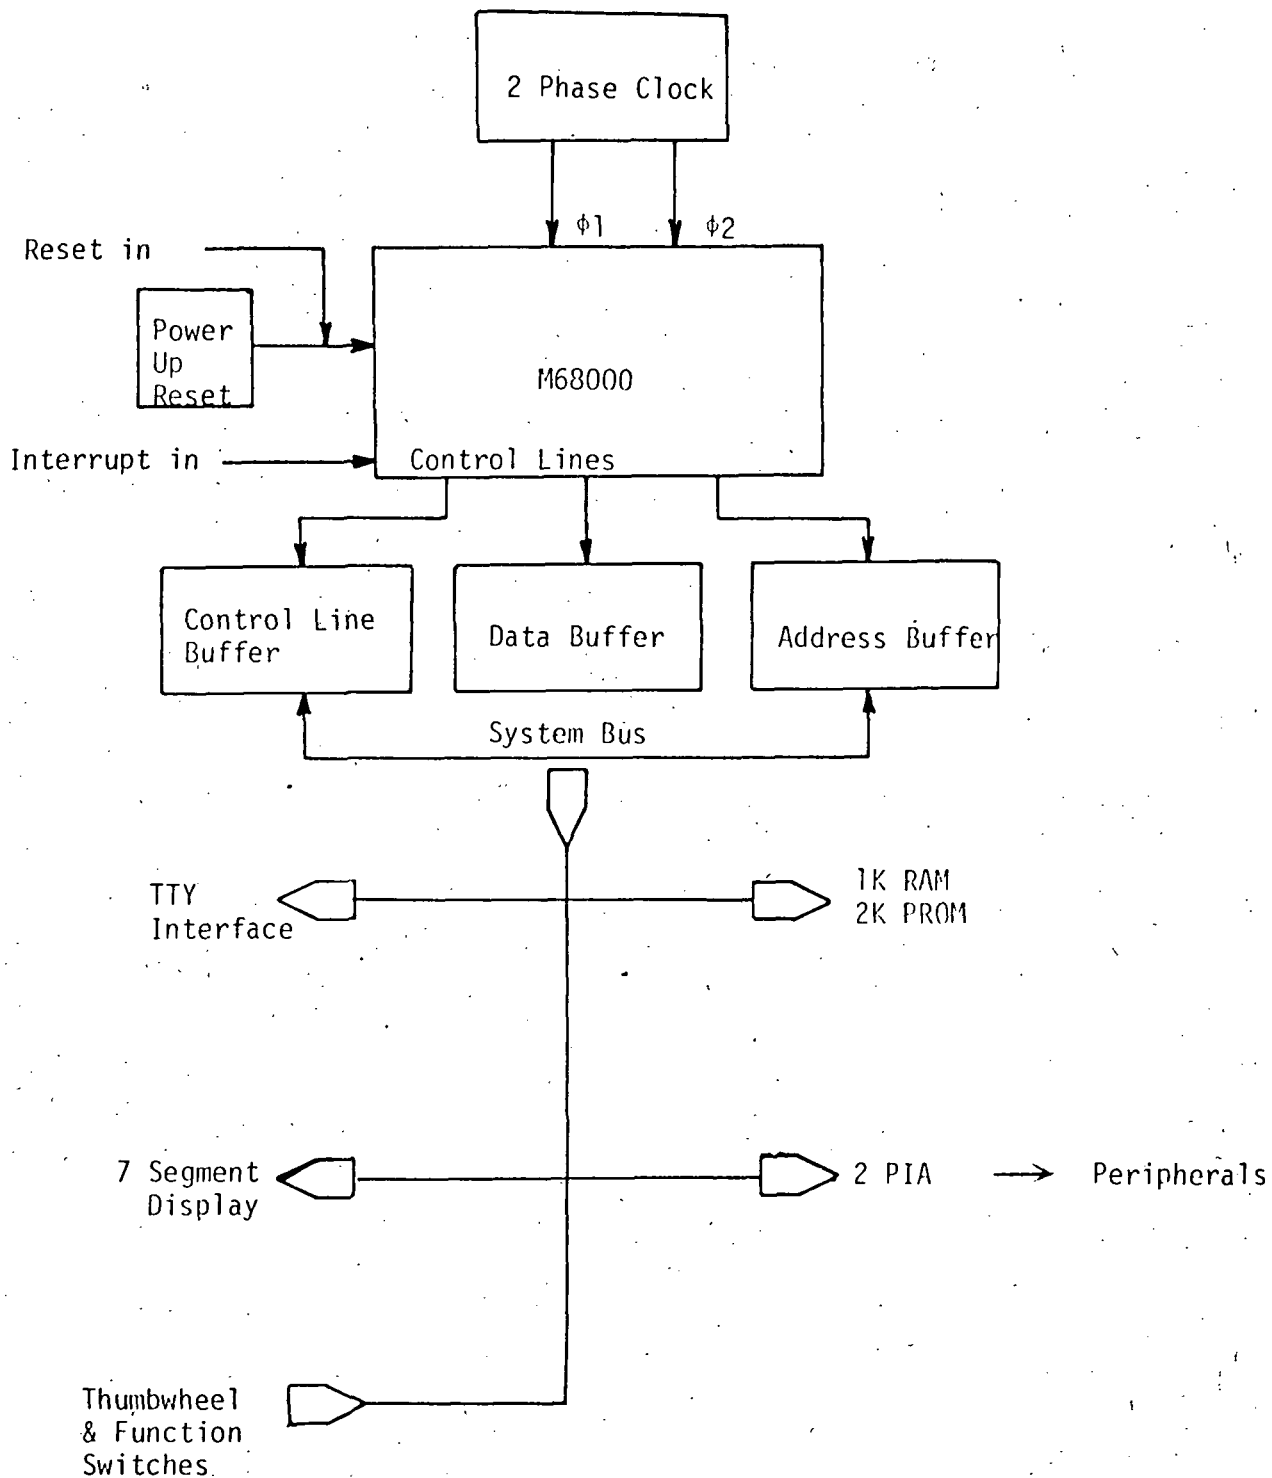 2 Phase Clock
ϕ1
ϕ2
Reset in
Power
Up
Reset
M68000
Interrupt in
Control Lines
Control Line
Buffer
Data Buffer
Address Buffer
System Bus
TTY
Interface
1K RAM
2K PROM
7 Segment
Display
2 PIA
Peripherals
Thumbwheel
& Function
Switches